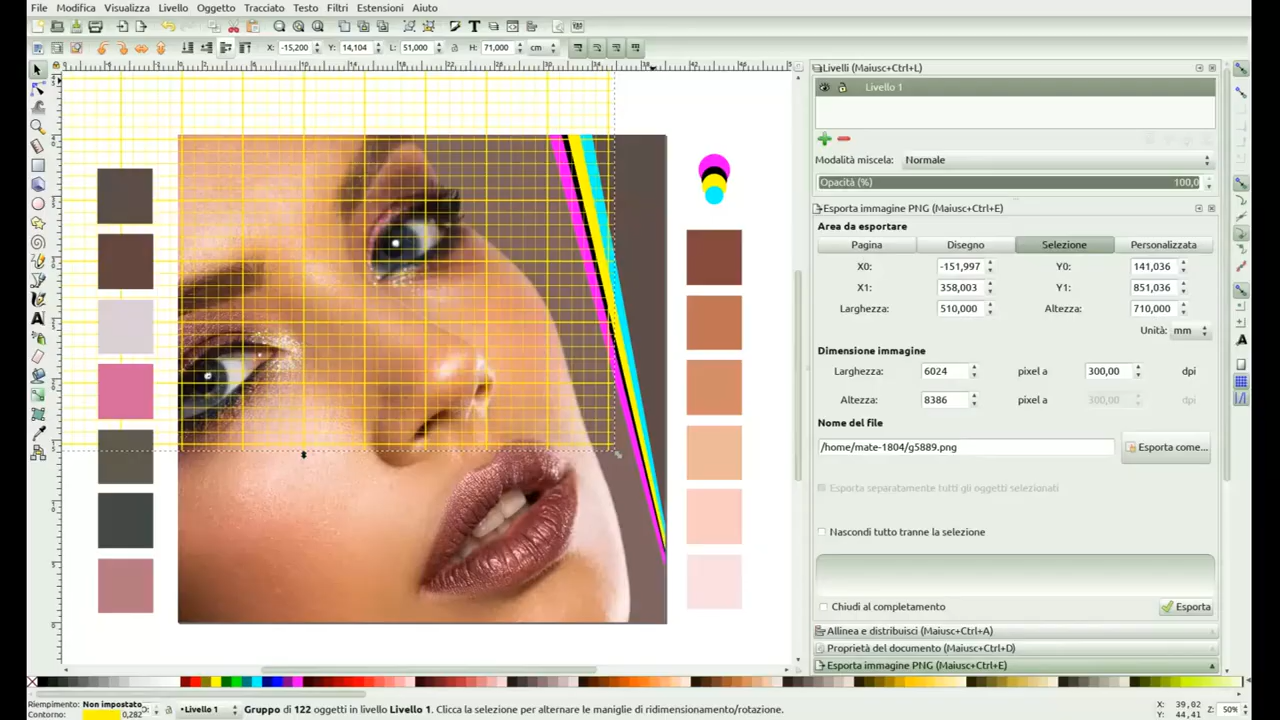 File Modifica Visualizza Livello Oggetto Tracciato Testo Filtri Estensioni Aiuto
X: -15,200 Y: 14,104 L: 51,000 H: 71,000 cm
Livelli (Maiusc+Ctrl+L)
Livello 1
Modalità miscela: Normale
Opacità (%) 100,0
Esporta immagine PNG (Maiusc+Ctrl+E)
Area da esportare
Pagina Disegno Selezione Personalizzata
X0: -151,997 Y0: 141,036
X1: 358,003 Y1: 851,036
Larghezza: 510,000 Altezza: 710,000
Unità: mm
Dimensione immagine
Larghezza: 6024 pixel a 300,00 dpi
Altezza: 8386 pixel a 300,00 dpi
Nome del file
/home/mate-1804/g5889.png Esporta come...
Esporta separatamente tutti gli oggetti selezionati
Nascondi tutto tranne la selezione
Chiudi al completamento Esporta
Allinea e distribuisci (Maiusc+Ctrl+A)
Proprietà del documento (Maiusc+Ctrl+D)
Esporta immagine PNG (Maiusc+Ctrl+E)
Riempimento: Non impostato
Contorno: 0,282
Livello 1
Gruppo di 122 oggetti in livello Livello 1. Clicca la selezione per alternare le maniglie di ridimensionamento/rotazione.
X: 39,02
Y: 44,41
Z: 50%